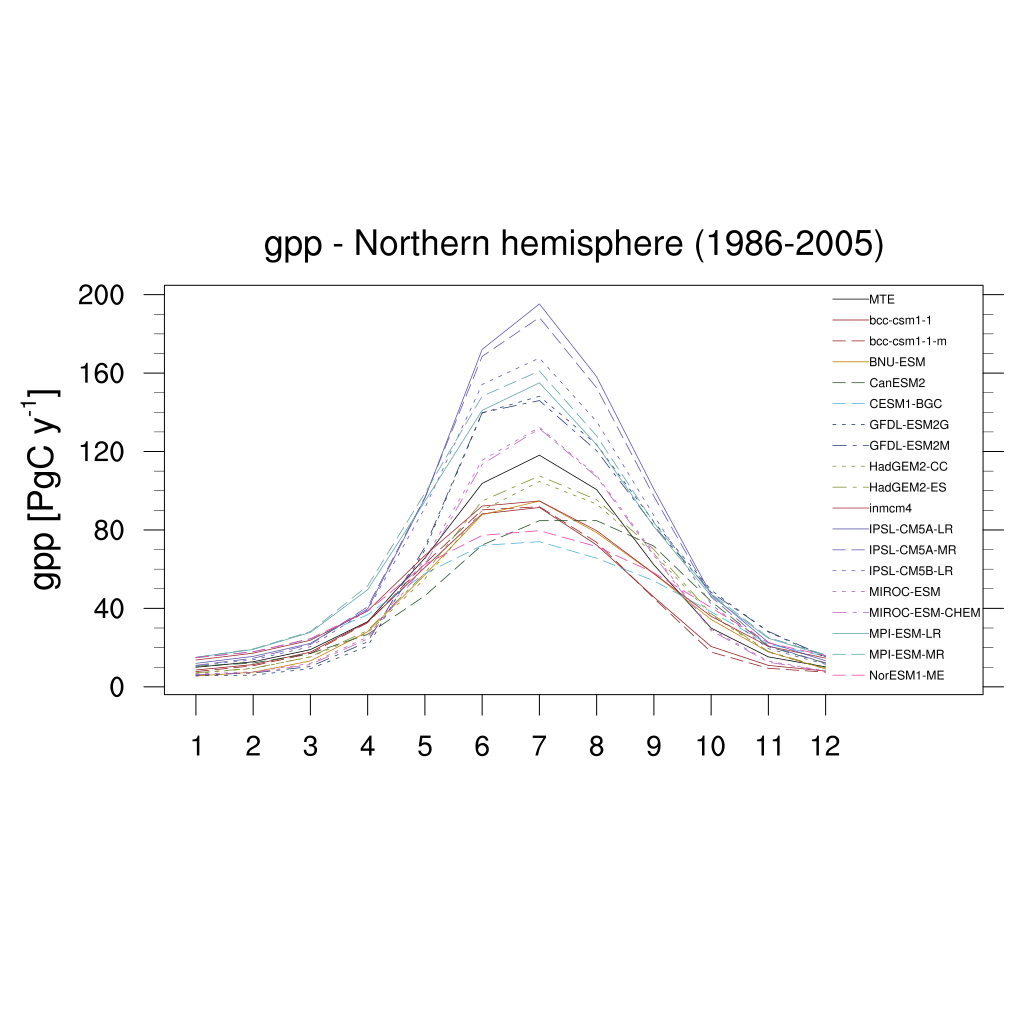 gpp - Northern hemisphere (1986-2005)
gpp [PgC y-1]
200
160
120
80
40
0
1 2 3 4 5 6 7 8 9 10 11 12
MTE
bcc-csm1-1
bcc-csm1-1-m
BNU-ESM
CanESM2
CESM1-BGC
GFDL-ESM2G
GFDL-ESM2M
HadGEM2-CC
HadGEM2-ES
inmcm4
IPSL-CM5A-LR
IPSL-CM5A-MR
IPSL-CM5B-LR
MIROC-ESM
MIROC-ESM-CHEM
MPI-ESM-LR
MPI-ESM-MR
NorESM1-ME